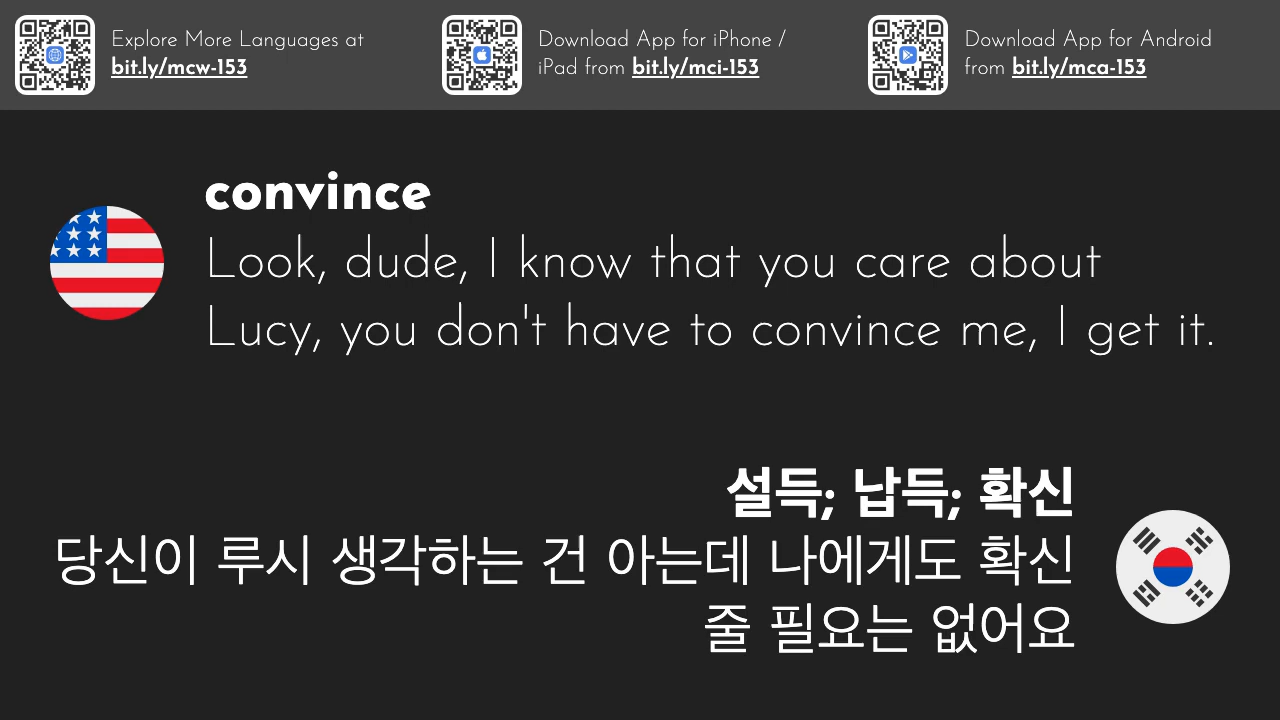 Explore More Languages at
bit.ly/mcw-153
Download App for iPhone /
iPad from bit.ly/mci-153
Download App for Android
from bit.ly/mca-153
convince
Look, dude, I know that you care about
Lucy, you don't have to convince me, I get it.
설득; 납득; 확신
당신이 루시 생각하는 건 아는데 나에게도 확신
줄 필요는 없어요